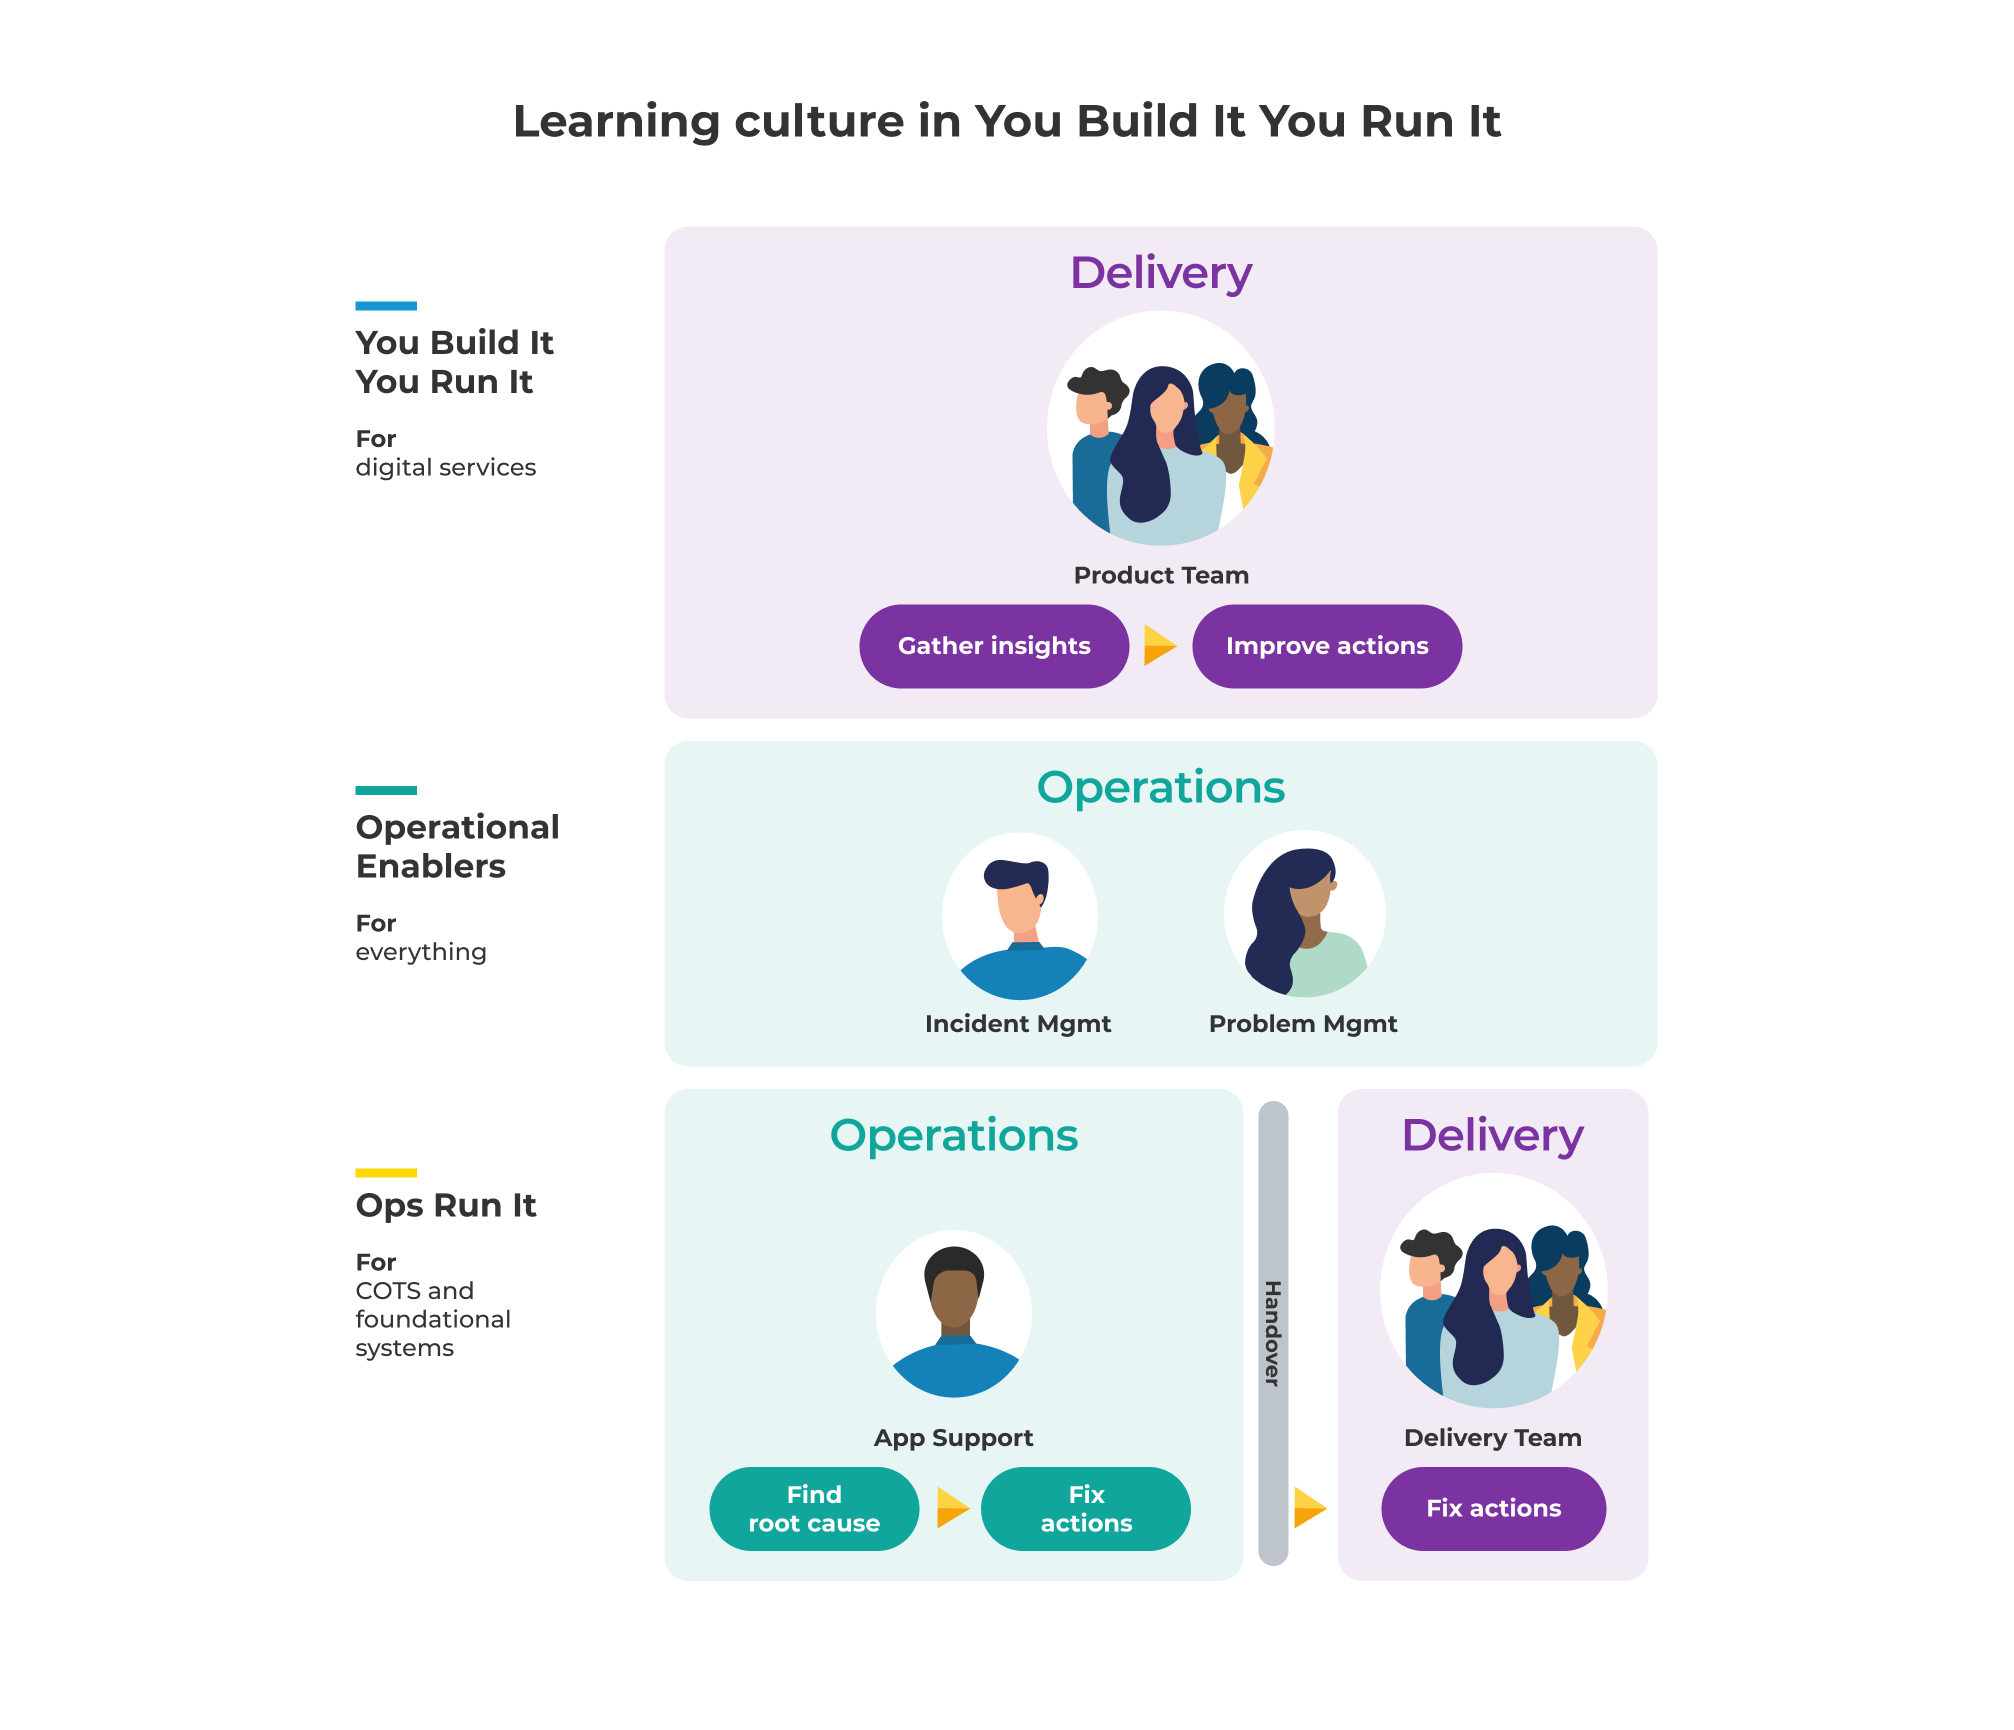 Learning culture in You Build It You Run It
You Build It
You Run It
For
digital services
Delivery
Product Team
Gather insights
Improve actions
Operational
Enablers
For
everything
Operations
Incident Mgmt
Problem Mgmt
Ops Run It
For
COTS and
foundational
systems
Operations
App Support
Find
root cause
Fix
actions
Handover
Delivery
Delivery Team
Fix actions